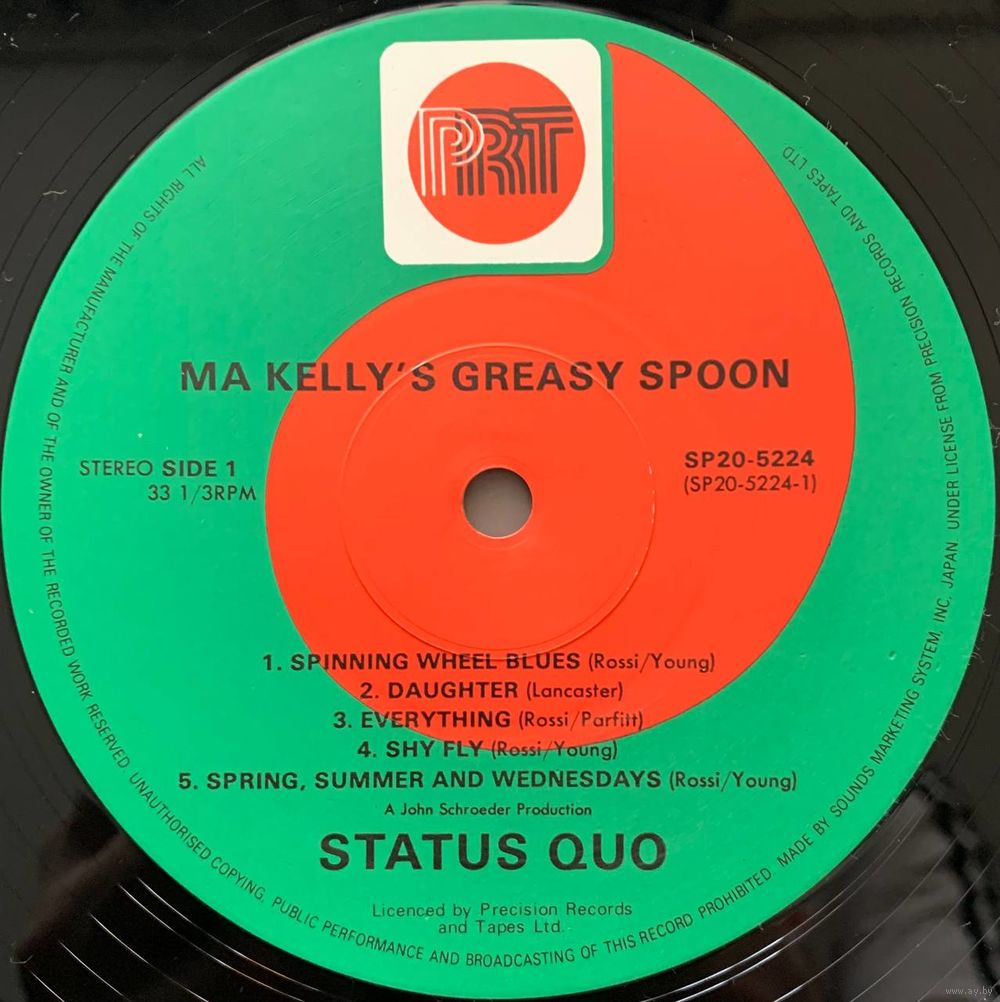 PRT
MA KELLY'S GREASY SPOON
STEREO SIDE 1
33 1/3RPM
SP20-5224
(SP20-5224-1)
1. SPINNING WHEEL BLUES (Rossi/Young)
2. DAUGHTER (Lancaster)
3. EVERYTHING (Rossi/Parfitt)
4. SHY FLY (Rossi/Young)
5. SPRING, SUMMER AND WEDNESDAYS (Rossi/Young)
A John Schroeder Production
STATUS QUO
Licenced by Precision Records
and Tapes Ltd.
ALL RIGHTS OF THE MANUFACTURER AND OF THE OWNER OF THE RECORDED WORK RESERVED. UNAUTHORISED COPYING, PUBLIC PERFORMANCE AND BROADCASTING OF THIS RECORD PROHIBITED MADE BY SOUNDS MARKETING SYSTEM, INC. JAPAN. UNDER LICENSE FROM PRECISION RECORDS AND TAPES LTD.
www.ay.by